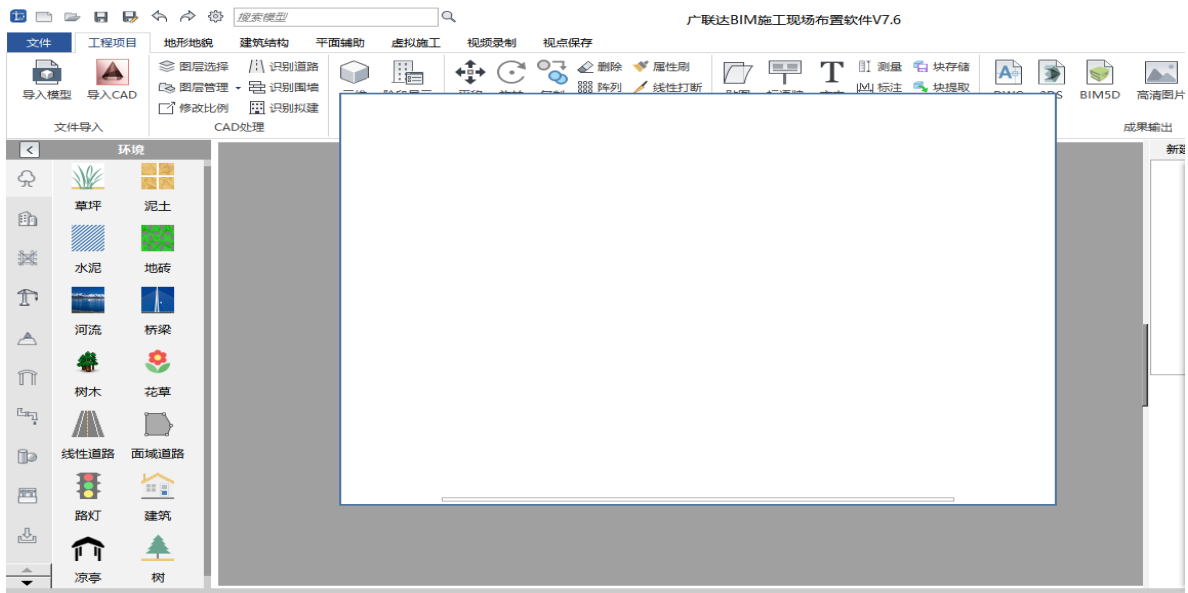 搜索模型
广联达BIM施工现场布置软件V7.6
文件 工程项目 地形地貌 建筑结构 平面辅助 虚拟施工 视频录制 视点保存
图层选择 识别道路 删除 属性刷 测量 块存储
导入模型 导入CAD 图层管理 识别围墙 阵列 线性打断 标注 块提取 BIM5D 高清图片
修改比例 识别拟建
文件导入 CAD处理 成果输出
环境 新建
草坪 泥土
水泥 地砖
河流 桥梁
树木 花草
线性道路 面域道路
路灯 建筑
凉亭 树